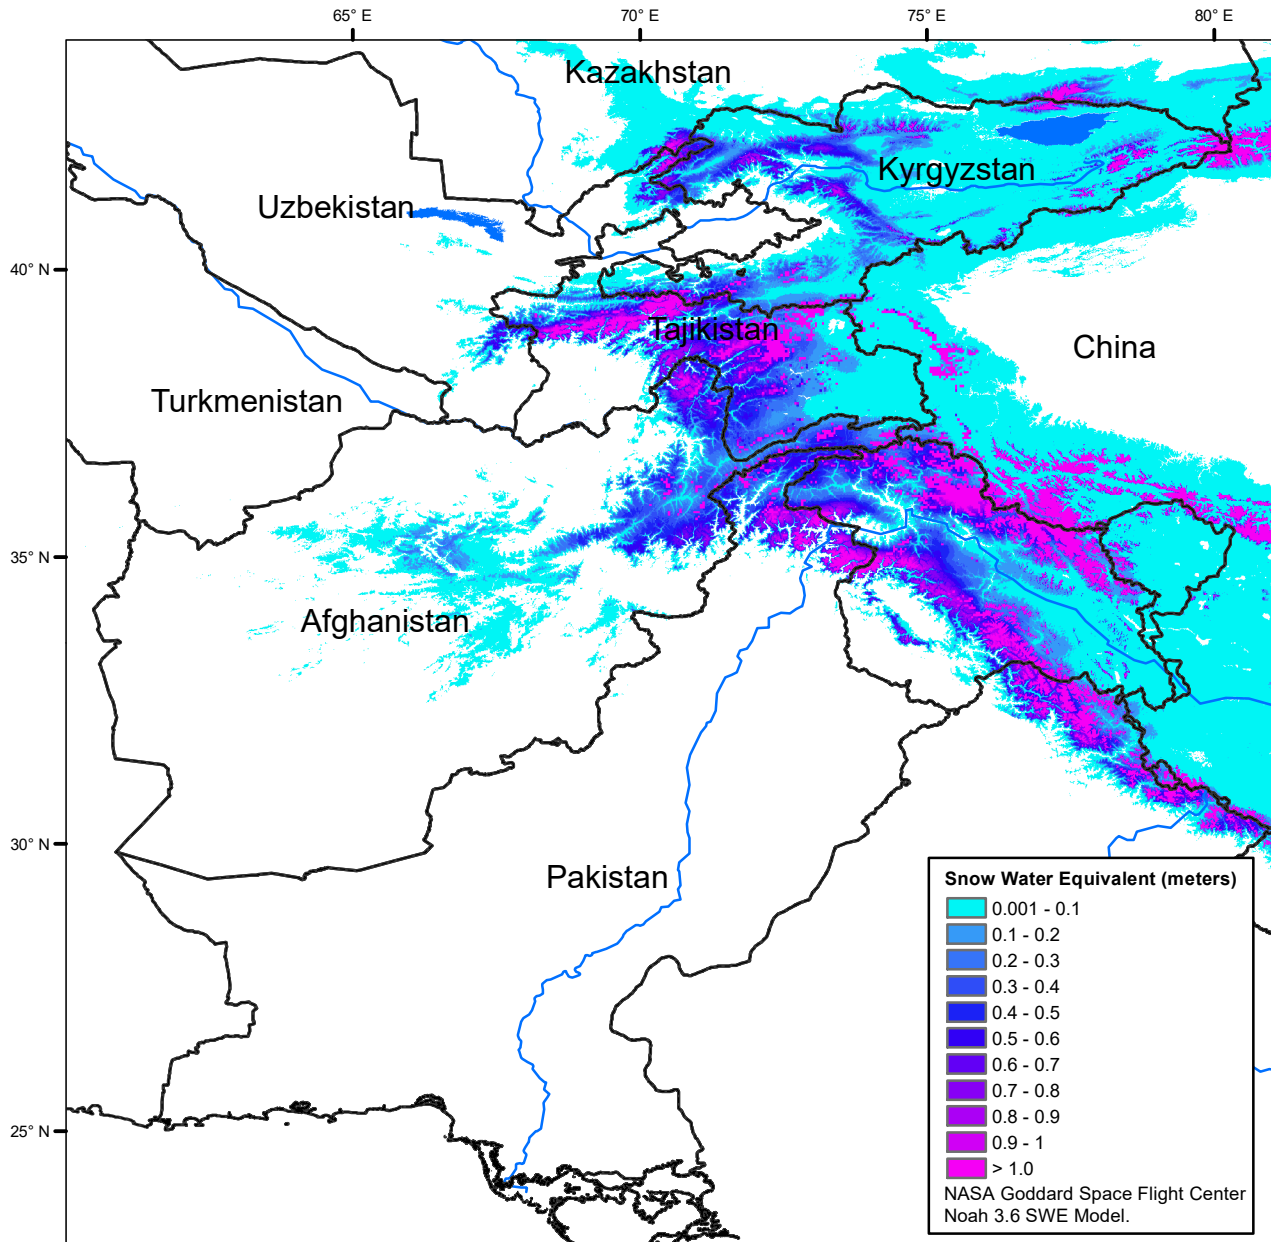 65° E
70° E
75° E
80° E
Kazakhstan
Kyrgyzstan
Uzbekistan
40° N
Tajikistan
China
Turkmenistan
35° N
Afghanistan
30° N
Pakistan
25° N
Snow Water Equivalent (meters)
0.001 - 0.1
0.1 - 0.2
0.2 - 0.3
0.3 - 0.4
0.4 - 0.5
0.5 - 0.6
0.6 - 0.7
0.7 - 0.8
0.8 - 0.9
0.9 - 1
> 1.0
NASA Goddard Space Flight Center
Noah 3.6 SWE Model.